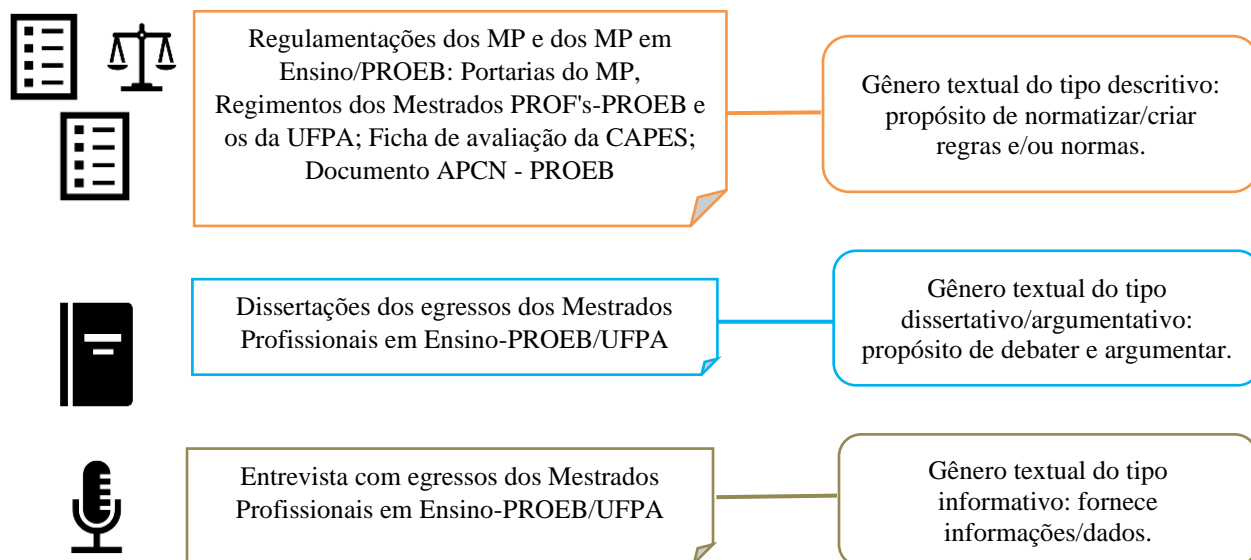 Regulamentações dos MP e dos MP em
Ensino/PROEB: Portarias do MP,
Regimentos dos Mestrados PROF's-PROEB e
os da UFPA; Ficha de avaliação da CAPES;
Documento APCN - PROEB
Gênero textual do tipo descritivo:
propósito de normatizar/criar
regras e/ou normas.
Dissertações dos egressos dos Mestrados
Profissionais em Ensino-PROEB/UFPA
Gênero textual do tipo
dissertativo/argumentativo:
propósito de debater e argumentar.
Entrevista com egressos dos Mestrados
Profissionais em Ensino-PROEB/UFPA
Gênero textual do tipo
informativo: fornece
informações/dados.